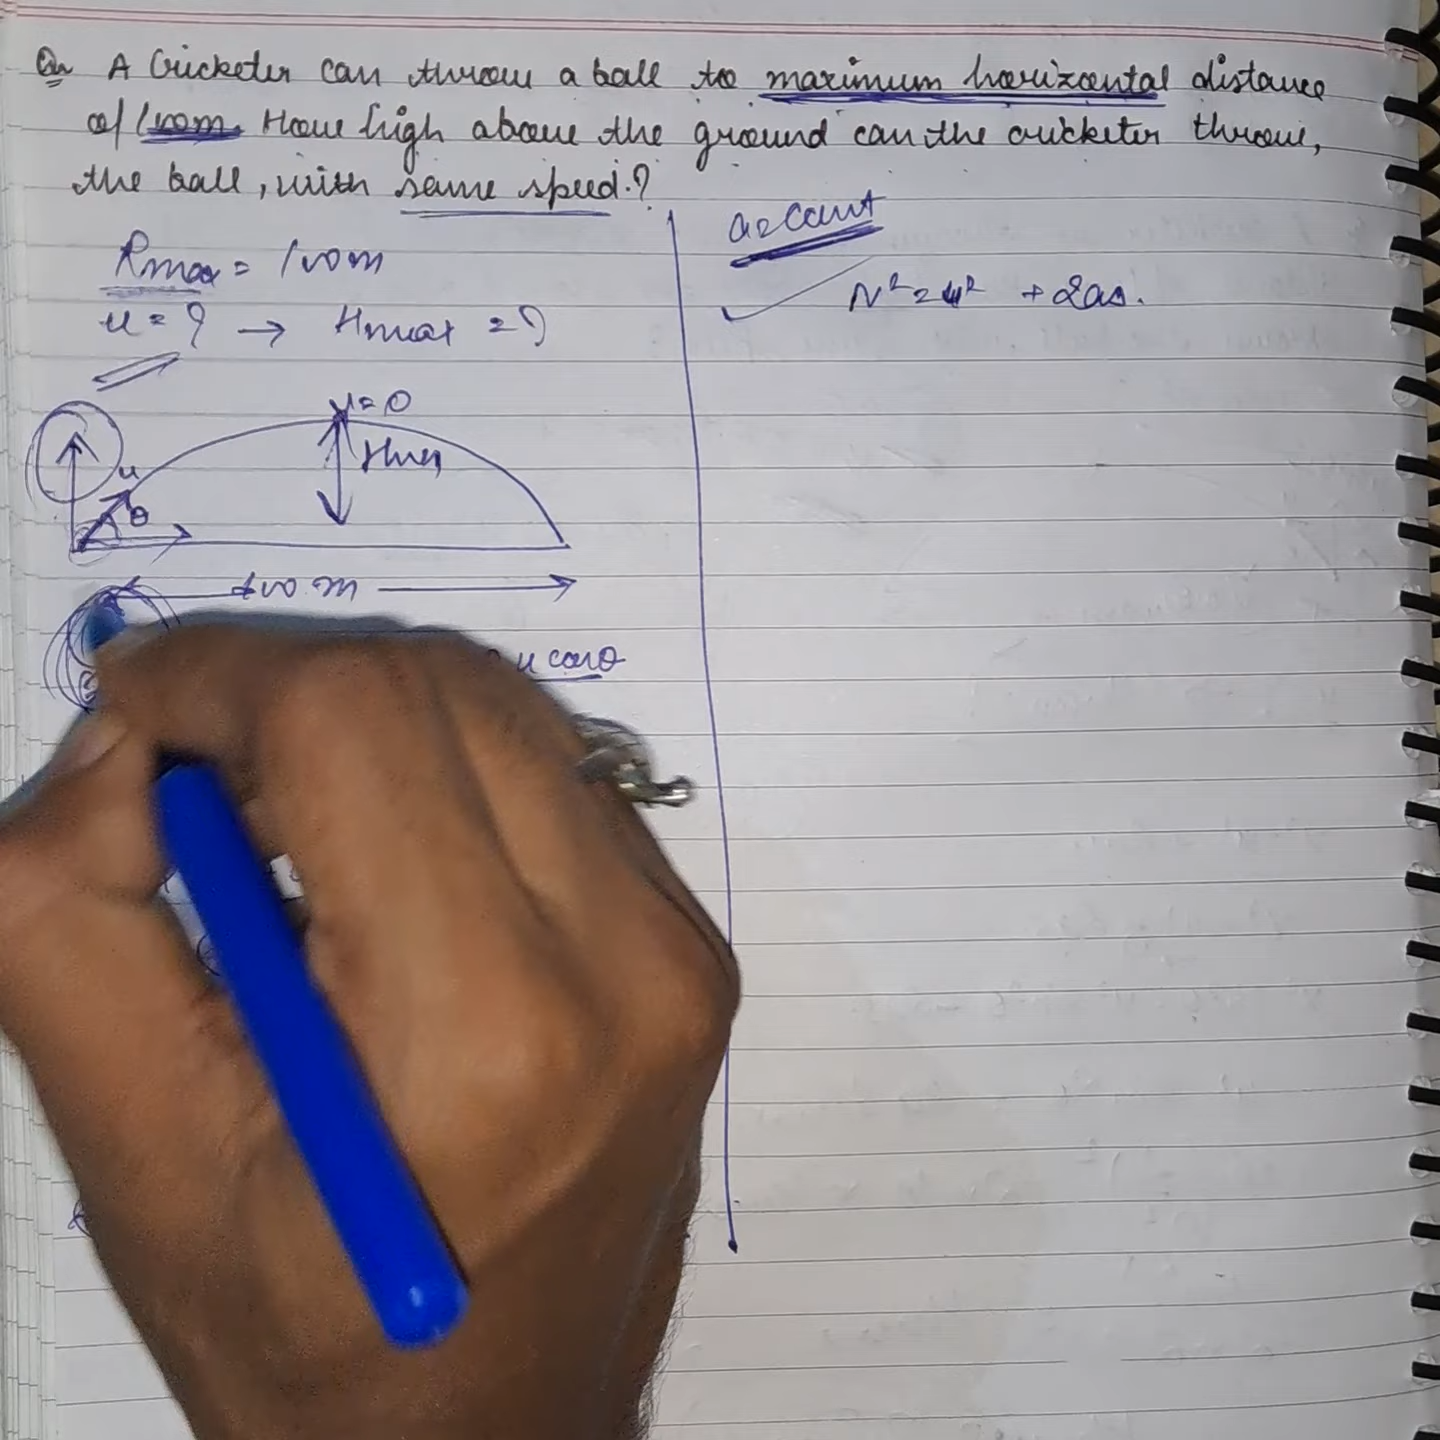 Qn A Cricketer can throw a ball to maximum horizontal distance
of 100m. How high above the ground can the cricketer throw,
the ball, with same speed.?
Rmax = 100m
u = ? → Hmax = ?
a = Const
v² = u² + 2as.
v=0
Hmax
u
θ
100 m
u cosθ